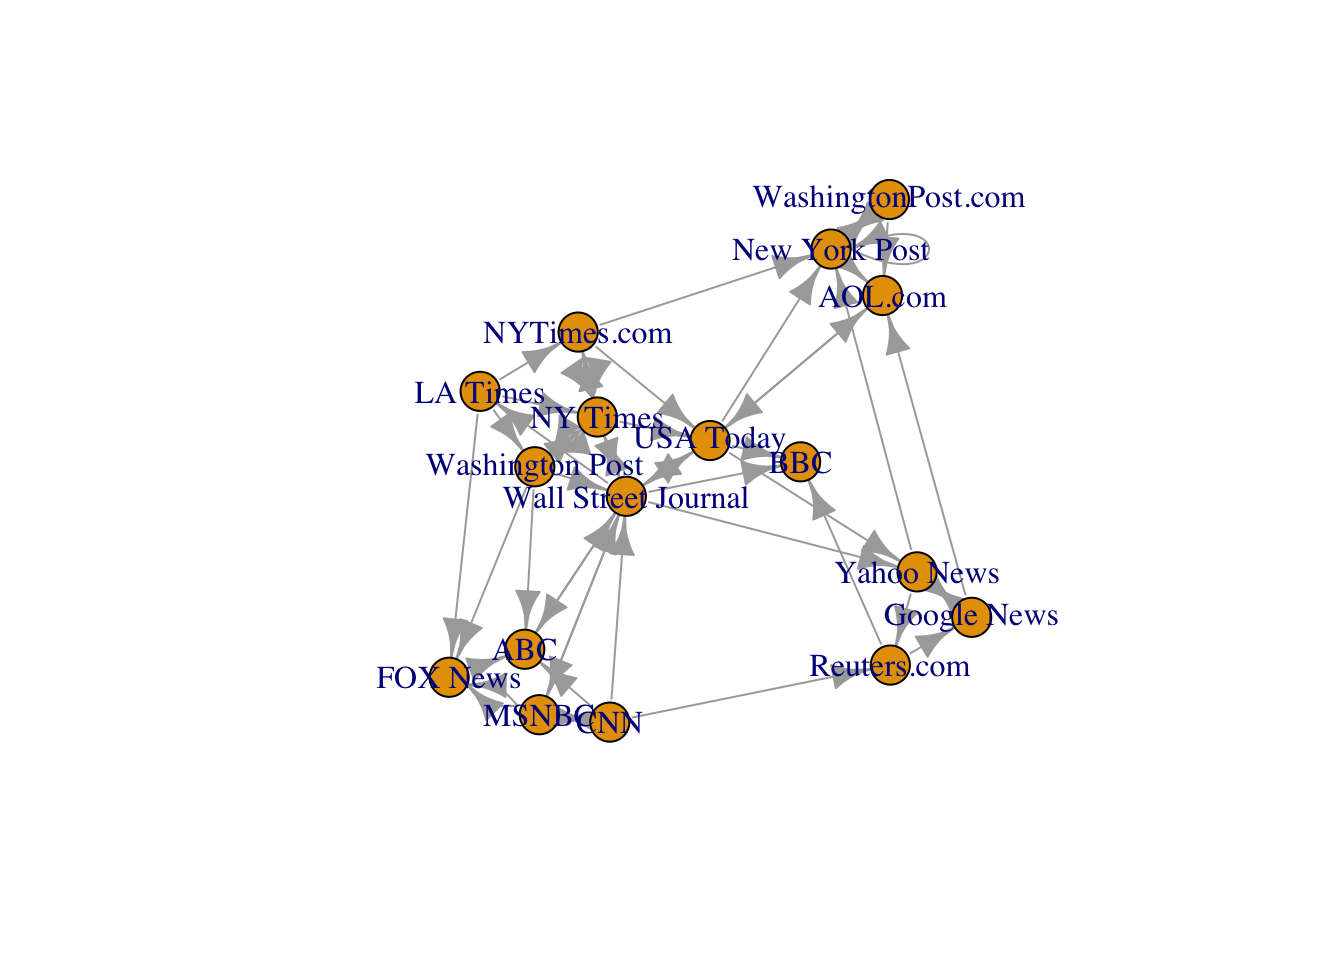 WashingtonPost.com
New York Post
AOL.com
NYTimes.com
LA Times
NY Times
USA Today
Washington Post
BBC
Wall Street Journal
Yahoo News
Google News
ABC
Reuters.com
FOX News
MSNBC
CNN